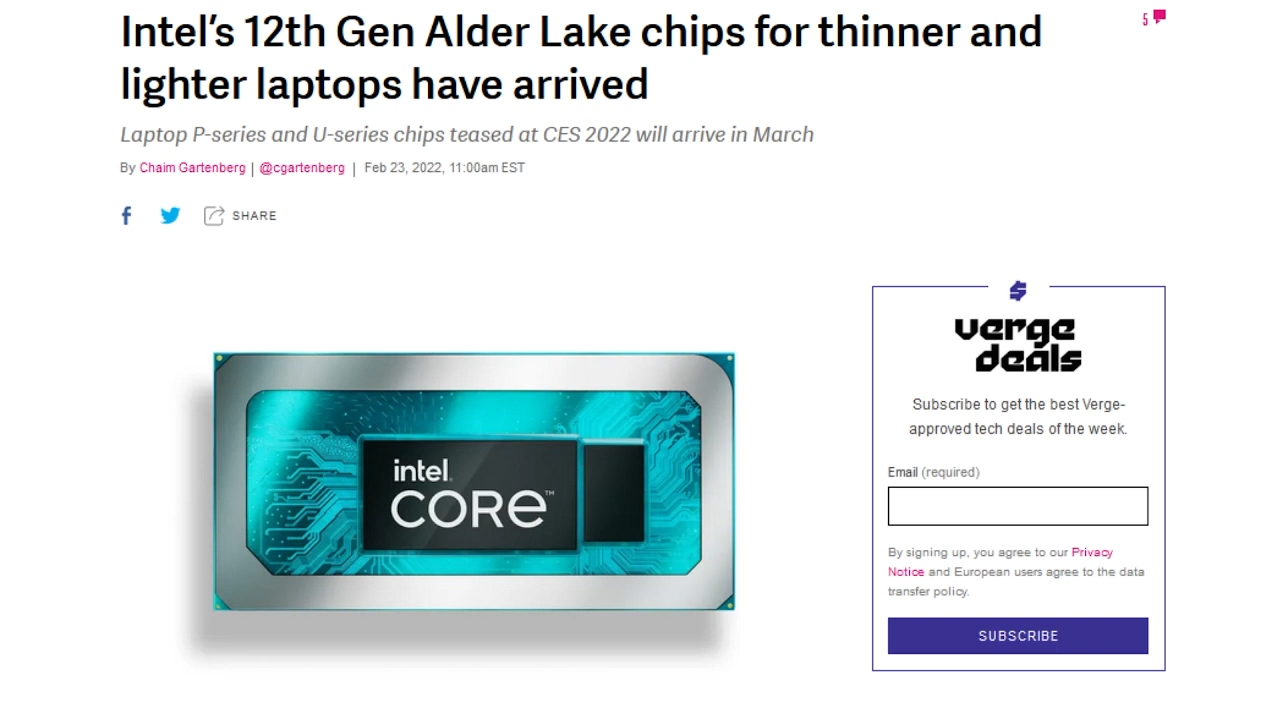 Intel’s 12th Gen Alder Lake chips for thinner and
lighter laptops have arrived
5
Laptop P-series and U-series chips teased at CES 2022 will arrive in March
By Chaim Gartenberg | @cgartenberg | Feb 23, 2022, 11:00am EST
SHARE
intel.
CORE™
verge
deals
Subscribe to get the best Verge-
approved tech deals of the week.
Email (required)
By signing up, you agree to our Privacy
Notice and European users agree to the data
transfer policy.
SUBSCRIBE